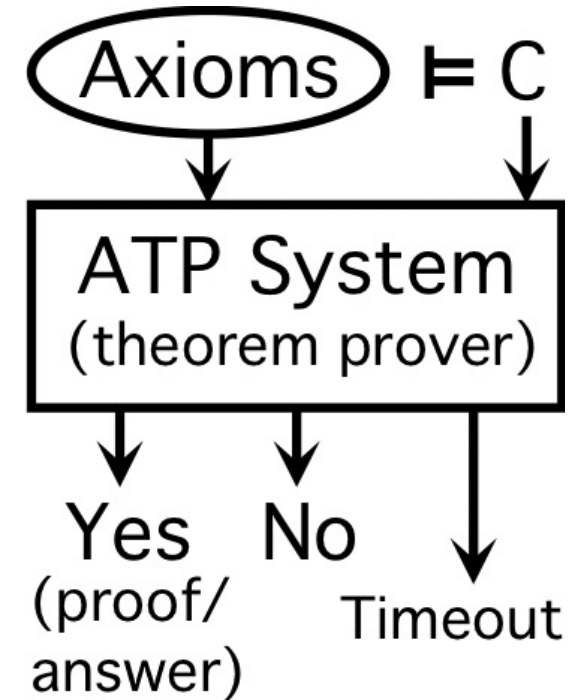 Axioms ⊨ C
ATP System
(theorem prover)
Yes No
(proof/
answer)
Timeout